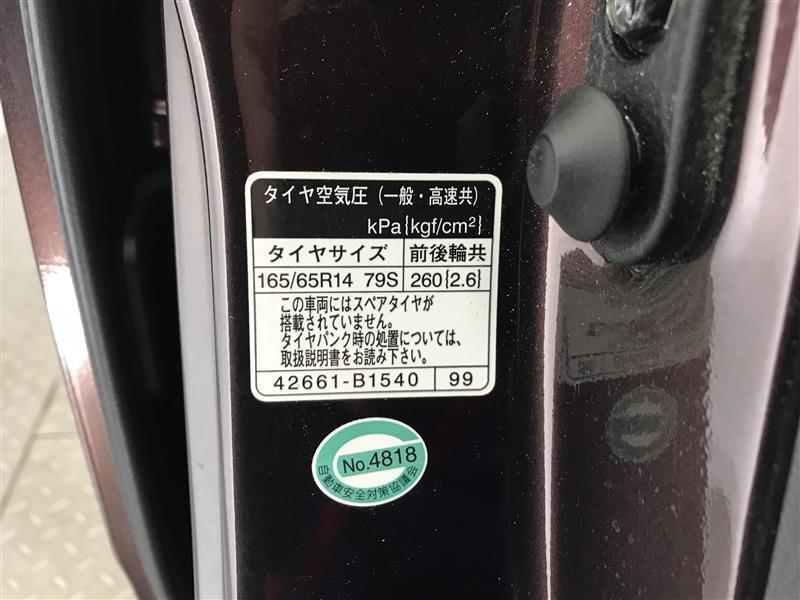 タイヤ空気圧（一般・高速共）
kPa{kgf/cm²}
タイヤサイズ 前後輪共
165/65R14 79S 260{2.6}
この車両にはスペアタイヤが
搭載されていません。
タイヤパンク時の処置については、
取扱説明書をお読み下さい。
42661-B1540 99
No.4818
自動車安全対策協議会